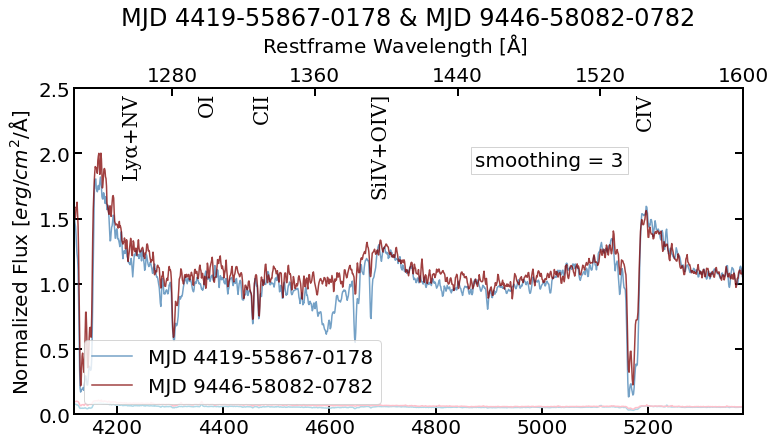 MJD 4419-55867-0178 & MJD 9446-58082-0782
Restframe Wavelength [Å]
1280 1360 1440 1520 1600
2.5
2.0
1.5
1.0
0.5
0.0
Normalized Flux [erg/cm²/Å]
Lyα+NV
OI
CII
SiIV+OIV]
CIV
smoothing = 3
MJD 4419-55867-0178
MJD 9446-58082-0782
4200 4400 4600 4800 5000 5200